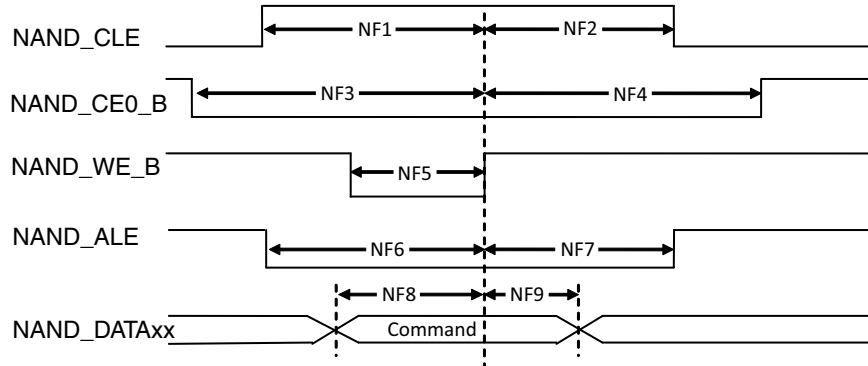 NAND_CLE
NF1
NF2
NAND_CE0_B
NF3
NF4
NAND_WE_B
NF5
NAND_ALE
NF6
NF7
NF8
NF9
NAND_DATAxx
Command